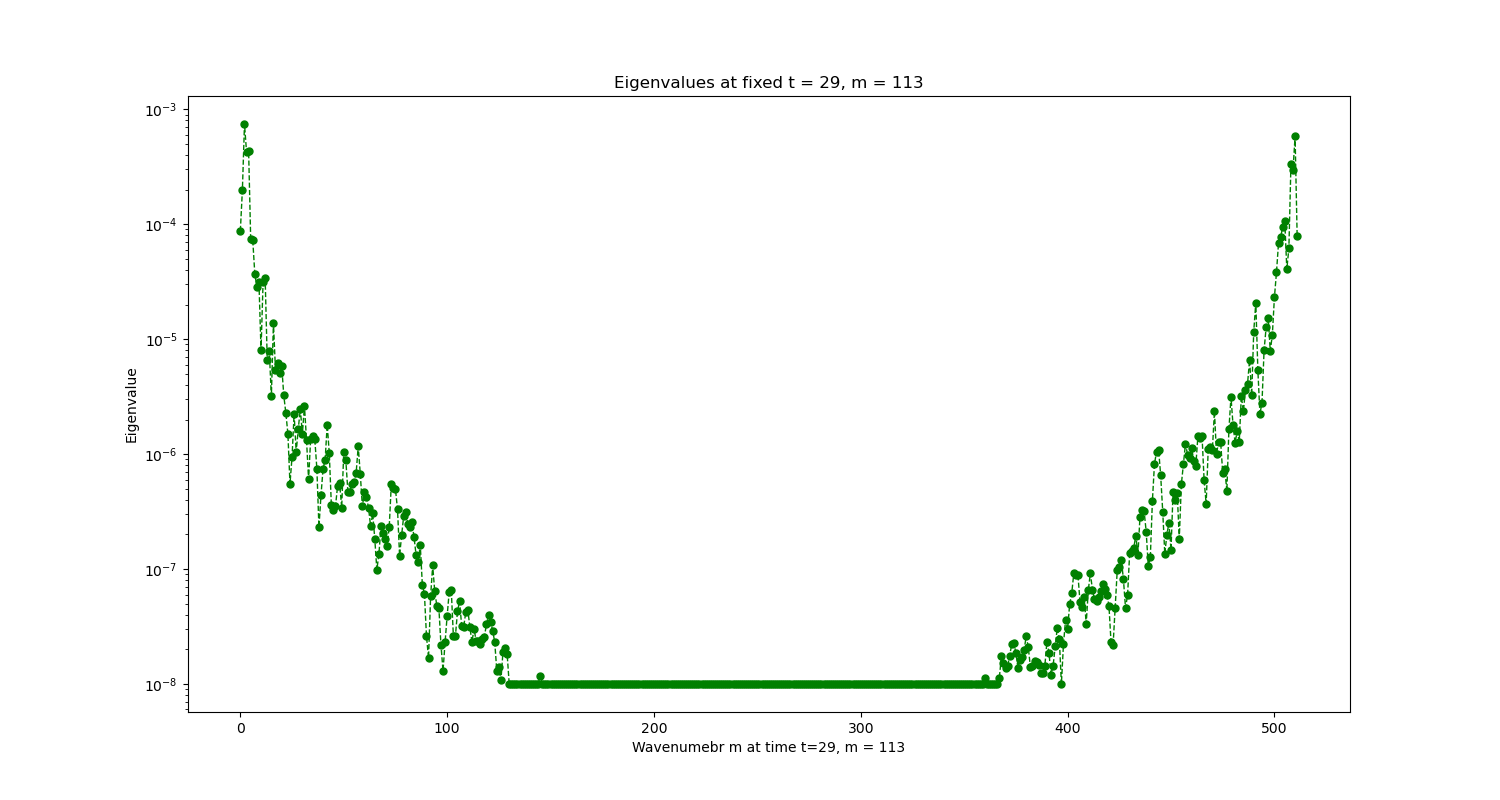 Eigenvalues at fixed t = 29, m = 113
10⁻³
10⁻⁴
10⁻⁵
10⁻⁶
10⁻⁷
10⁻⁸
Eigenvalue
0 100 200 300 400 500
Wavenumebr m at time t=29, m = 113